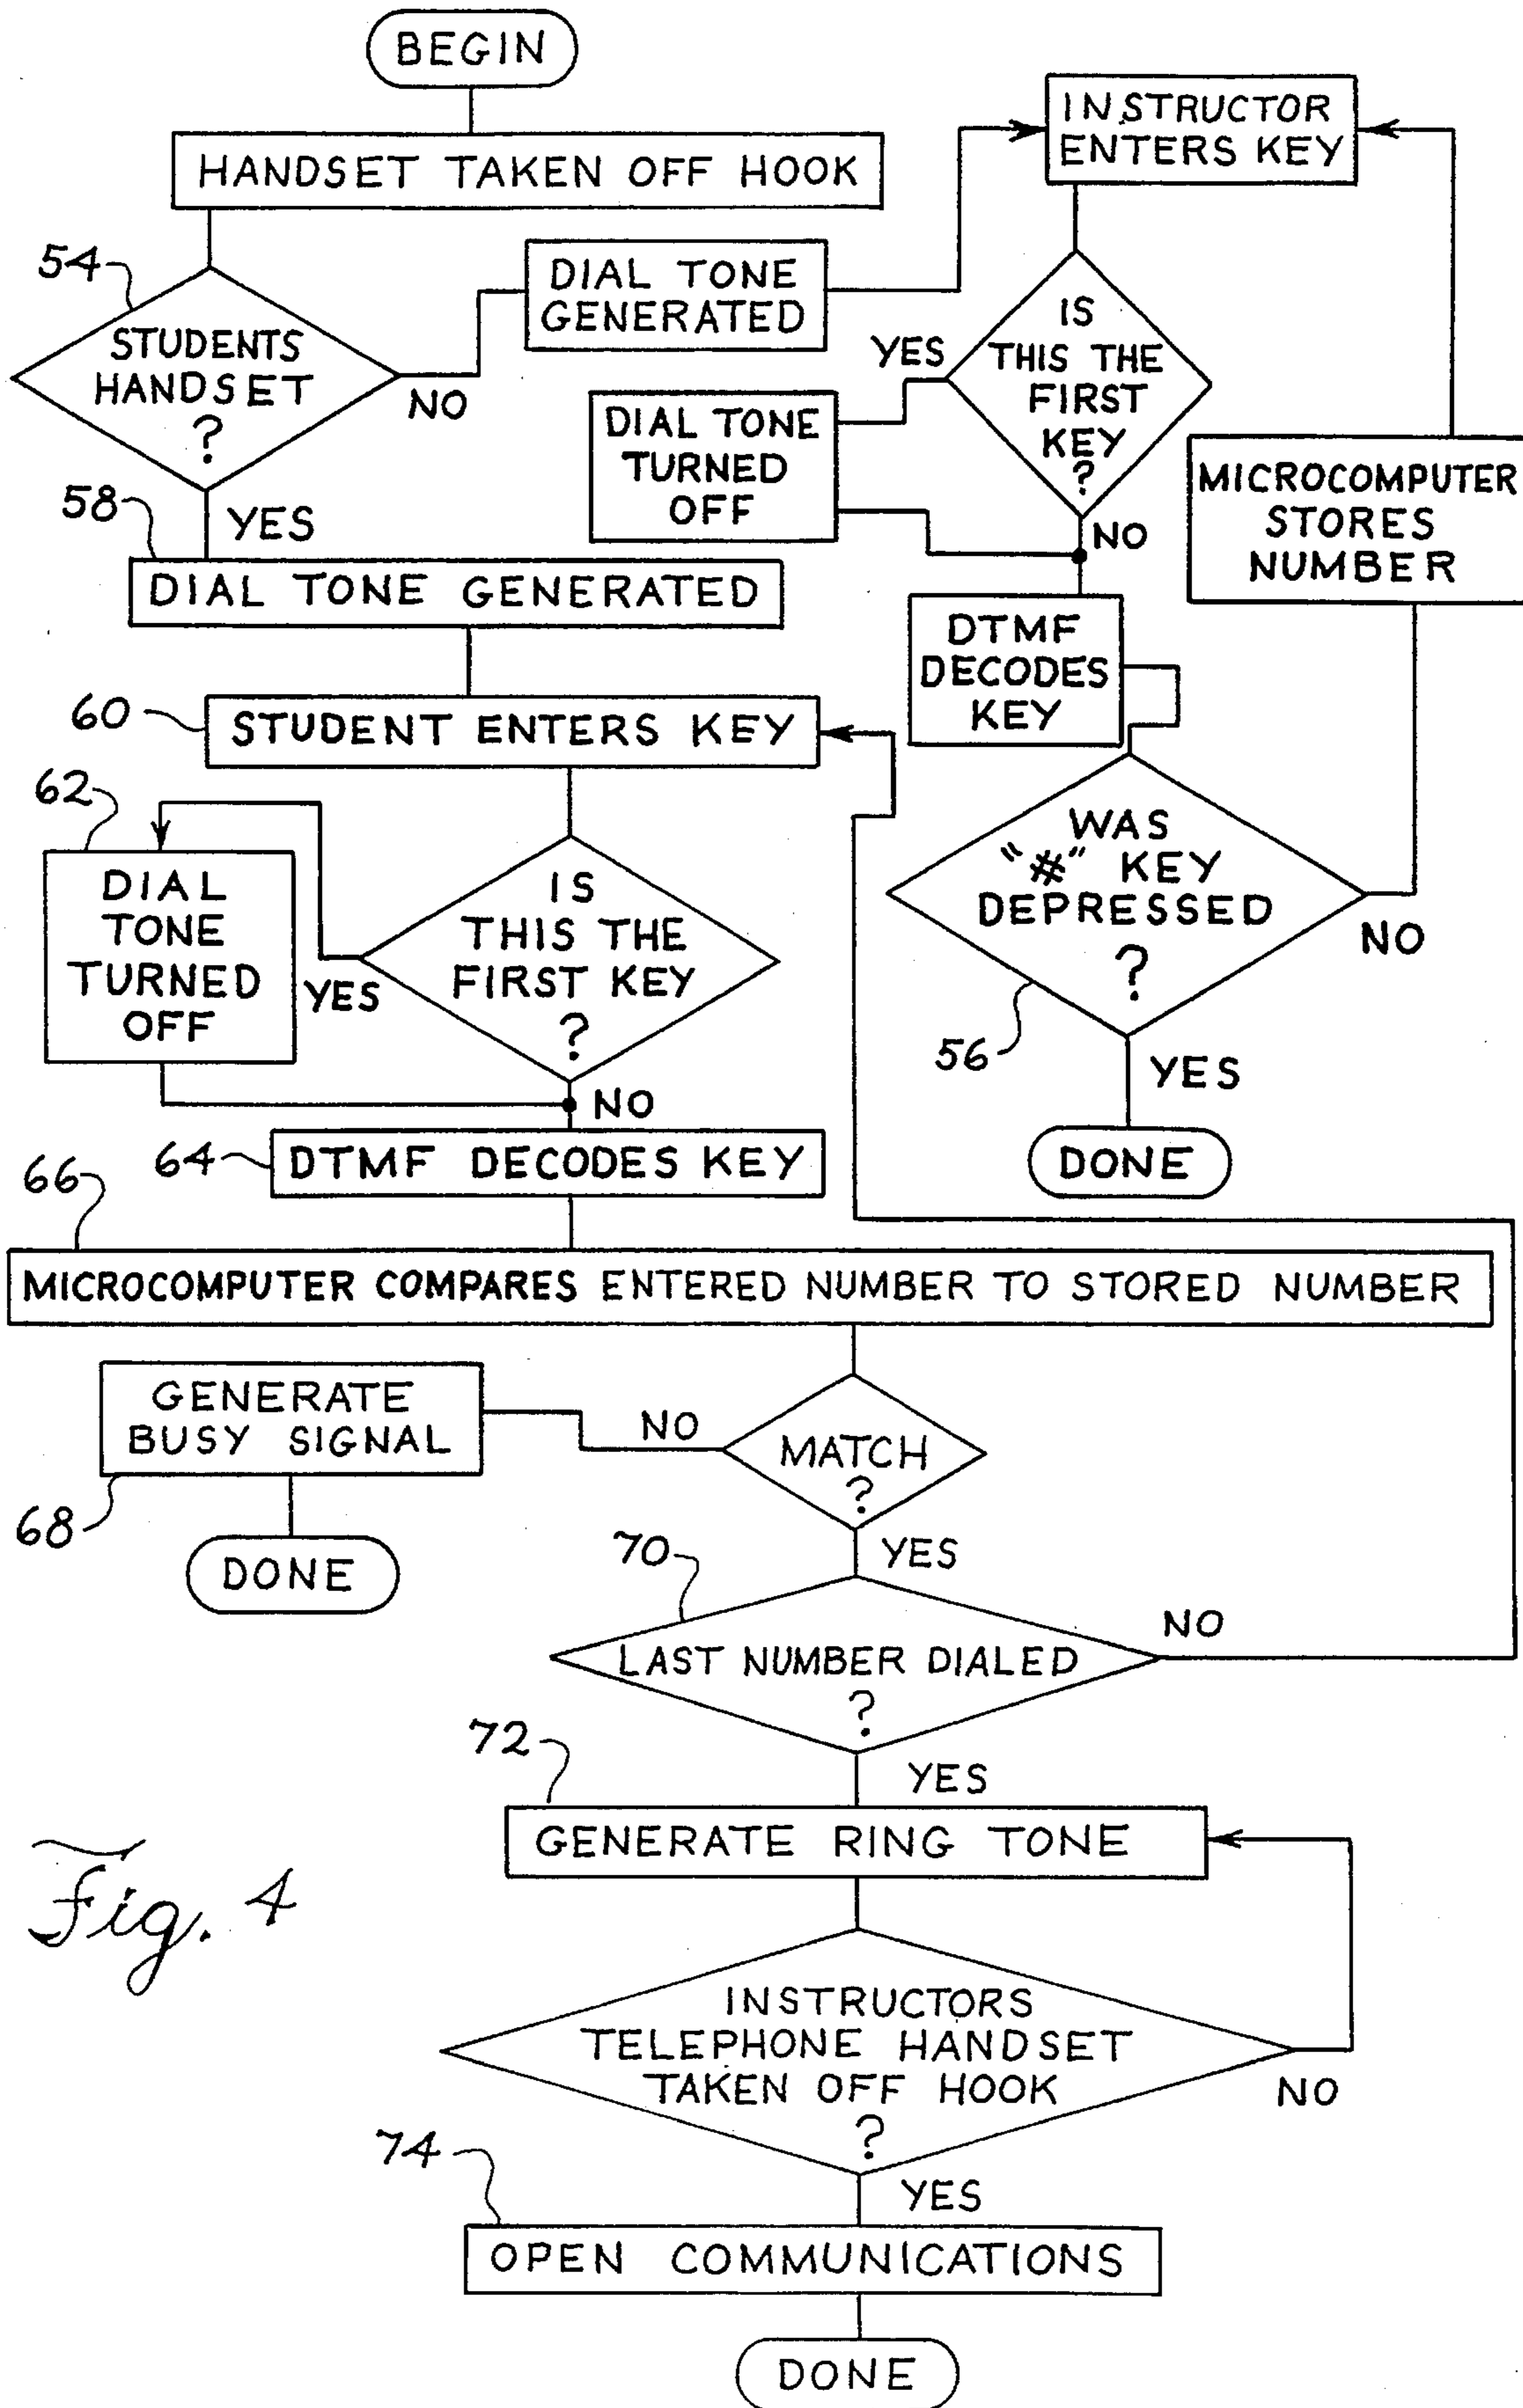 BEGIN
HANDSET TAKEN OFF HOOK
54
STUDENTS
HANDSET
?
NO
YES
DIAL TONE
GENERATED
INSTRUCTOR
ENTERS KEY
IS
THIS THE
FIRST
KEY
?
YES
NO
DIAL TONE
TURNED
OFF
MICROCOMPUTER
STORES
NUMBER
DTMF
DECODES
KEY
WAS
"#" KEY
DEPRESSED
?
NO
56
YES
DONE
58
DIAL TONE GENERATED
60
STUDENT ENTERS KEY
62
DIAL
TONE
TURNED
OFF
IS
THIS THE
FIRST KEY
?
YES
NO
64
DTMF DECODES KEY
66
MICROCOMPUTER COMPARES ENTERED NUMBER TO STORED NUMBER
MATCH
?
NO
GENERATE
BUSY SIGNAL
68
DONE
YES
70
LAST NUMBER DIALED
?
NO
YES
72
GENERATE RING TONE
INSTRUCTORS
TELEPHONE HANDSET
TAKEN OFF HOOK
?
NO
YES
74
OPEN COMMUNICATIONS
DONE
Fig. 4